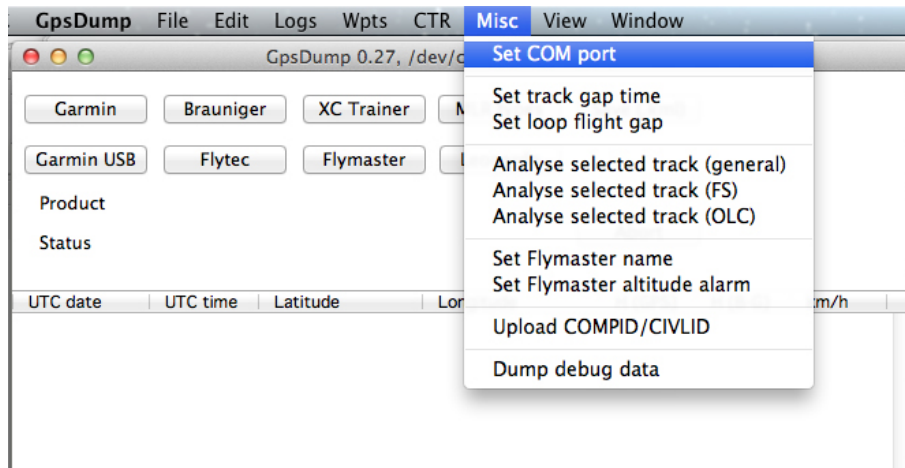 GpsDump File Edit Logs Wpts CTR Misc View Window
GpsDump 0.27,
Set COM port
Garmin Brauniger XC Trainer
Set track gap time
Set loop flight gap
Garmin USB Flytec Flymaster
Analyse selected track (general)
Product
Analyse selected track (FS)
Analyse selected track (OLC)
Status
Set Flymaster name
Set Flymaster altitude alarm
UTC date UTC time Latitude
Upload COMPID/CIVLID
Dump debug data